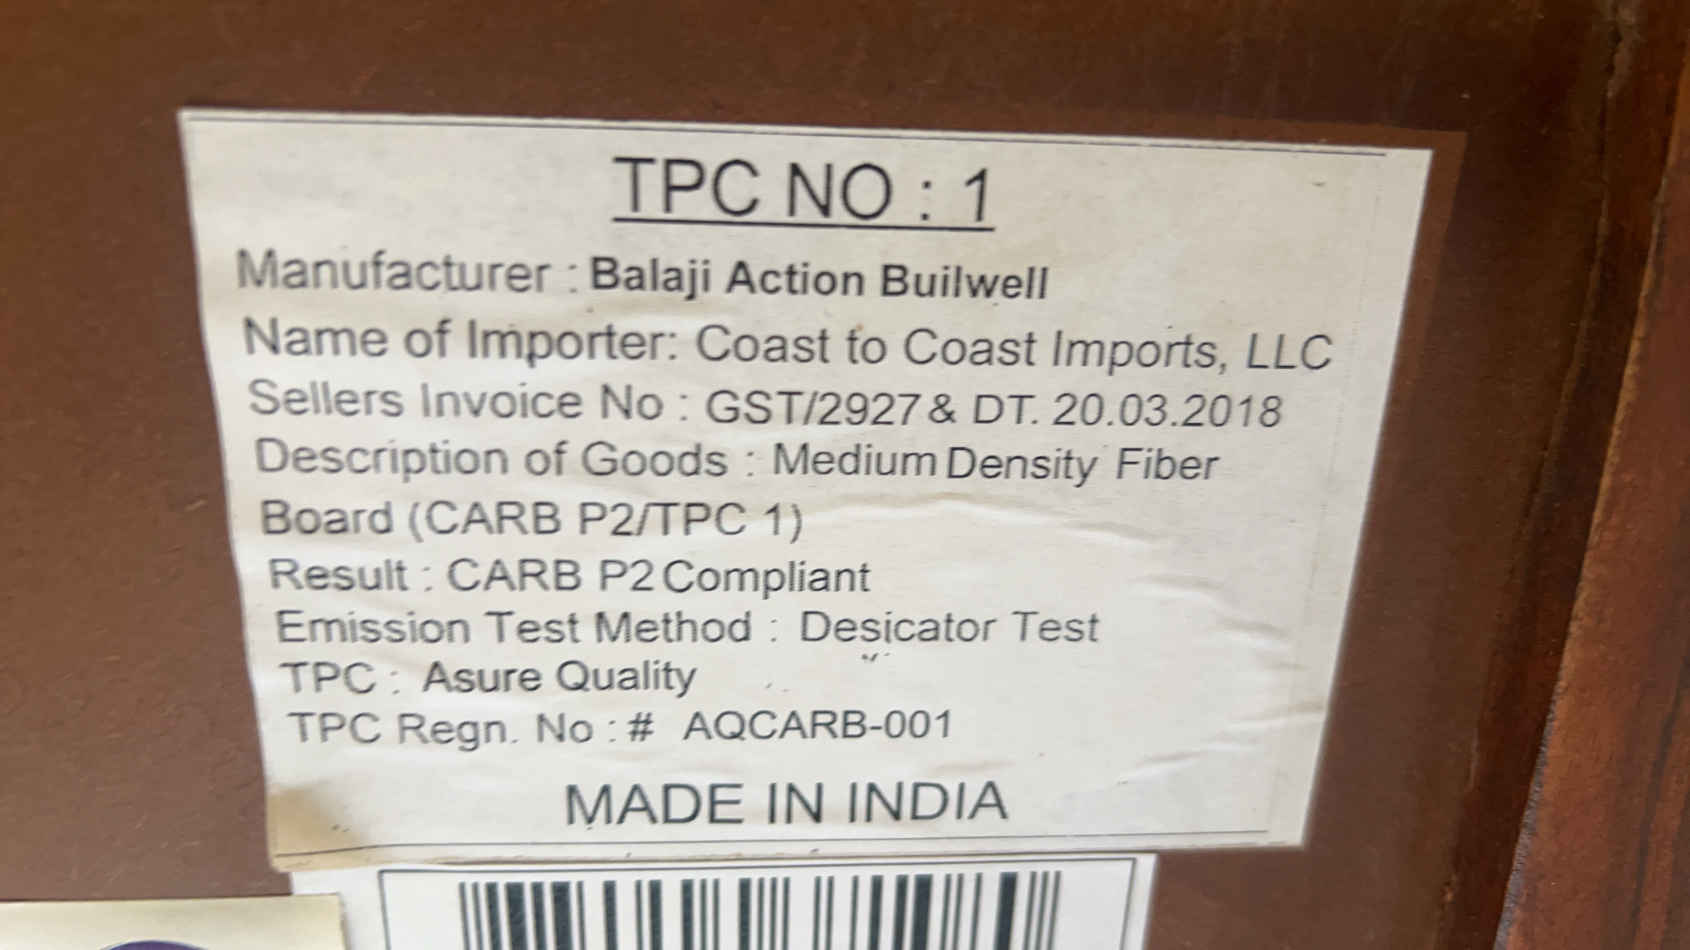 TPC NO : 1
Manufacturer : Balaji Action Builwell
Name of Importer: Coast to Coast Imports, LLC
Sellers Invoice No : GST/2927 & DT. 20.03.2018
Description of Goods : Medium Density Fiber
Board (CARB P2/TPC 1)
Result : CARB P2 Compliant
Emission Test Method : Desicator Test
TPC : Asure Quality
TPC Regn. No : # AQCARB-001
MADE IN INDIA